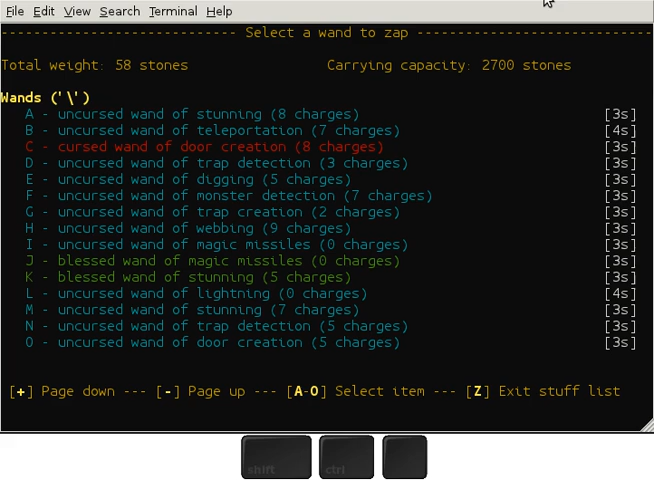 File Edit View Search Terminal Help
----------------------------- Select a wand to zap -----------------------------
Total weight: 58 stones Carrying capacity: 2700 stones
Wands ('\')
A - uncursed wand of stunning (8 charges) [3s]
B - uncursed wand of teleportation (7 charges) [4s]
C - cursed wand of door creation (8 charges) [3s]
D - uncursed wand of trap detection (3 charges) [3s]
E - uncursed wand of digging (5 charges) [3s]
F - uncursed wand of monster detection (7 charges) [3s]
G - uncursed wand of trap creation (2 charges) [3s]
H - uncursed wand of webbing (9 charges) [3s]
I - uncursed wand of magic missiles (0 charges) [3s]
J - blessed wand of magic missiles (0 charges) [3s]
K - blessed wand of stunning (5 charges) [3s]
L - uncursed wand of lightning (0 charges) [4s]
M - uncursed wand of stunning (7 charges) [3s]
N - uncursed wand of trap detection (5 charges) [3s]
O - uncursed wand of door creation (5 charges) [3s]
[+] Page down --- [-] Page up --- [A-O] Select item --- [Z] Exit stuff list
shift ctrl